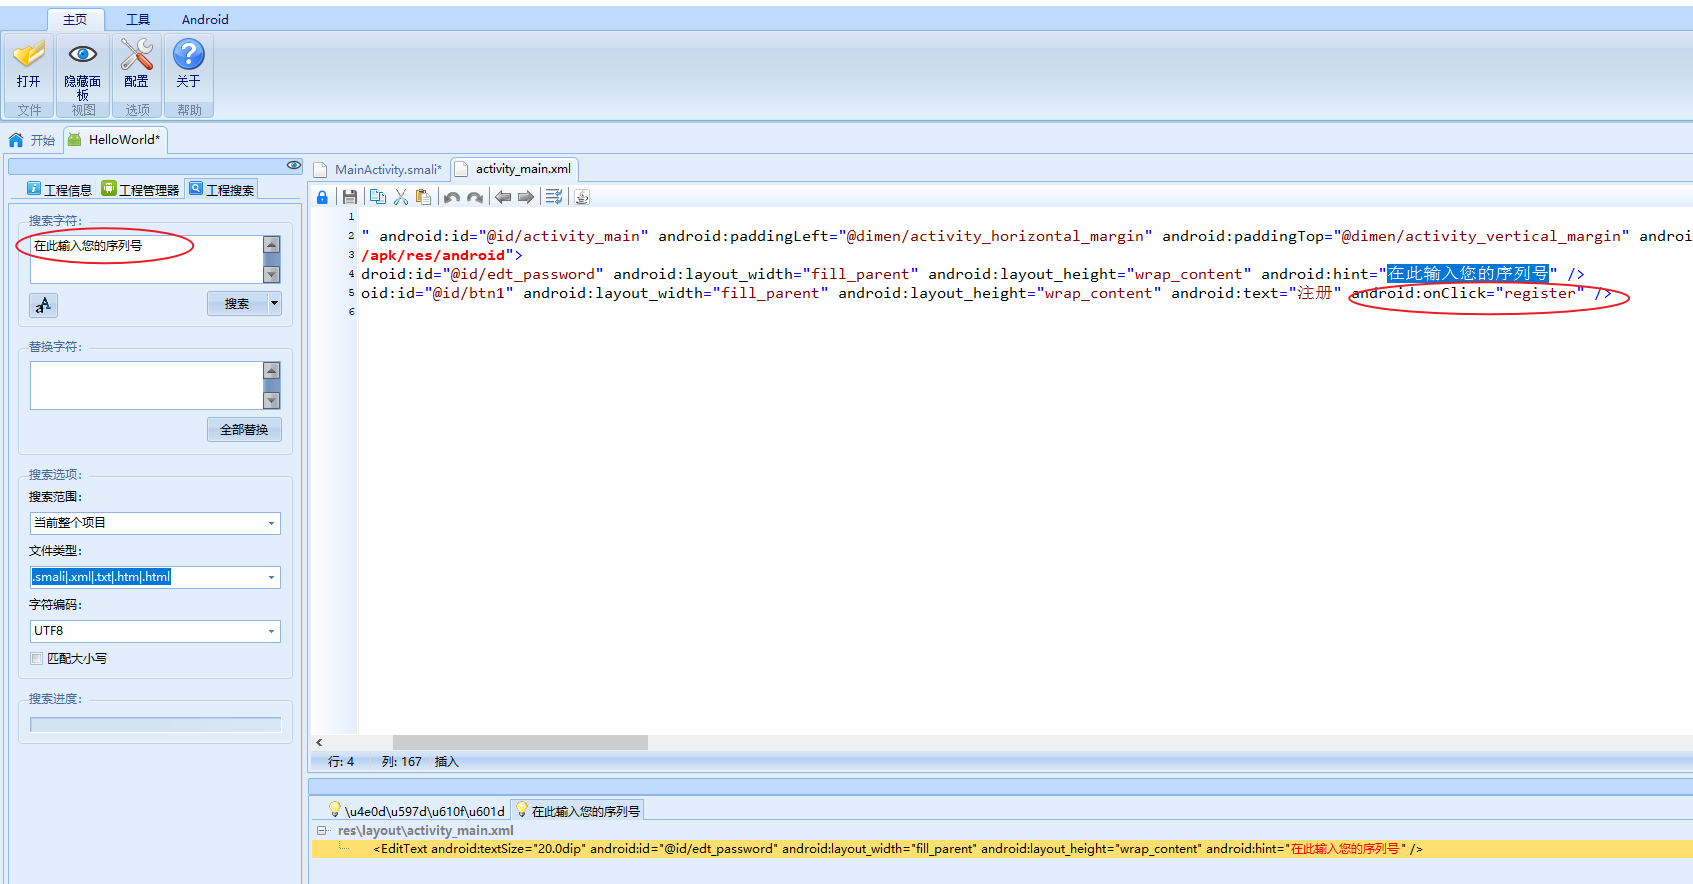 主页 工具 Android
打开 隐藏面板 配置 关于
文件 视图 选项 帮助
开始 HelloWorld*
MainActivity.smali* activity_main.xml
工程信息 工程管理器 工程搜索
搜索字符:
在此输入您的序列号
搜索
替换字符:
全部替换
搜索选项:
搜索范围:
当前整个项目
文件类型:
.smali|.xml|.txt|.htm|.html
字符编码:
UTF8
匹配大小写
搜索进度:
1
2 " android:id="@id/activity_main" android:paddingLeft="@dimen/activity_horizontal_margin" android:paddingTop="@dimen/activity_vertical_margin" androi
3 /apk/res/android">
4 droid:id="@id/edt_password" android:layout_width="fill_parent" android:layout_height="wrap_content" android:hint="在此输入您的序列号" />
5 oid:id="@id/btn1" android:layout_width="fill_parent" android:layout_height="wrap_content" android:text="注册" android:onClick="register" />
6
行: 4 列: 167 插入
\u4e0d\u597d\u610f\u601d 在此输入您的序列号
res\layout\activity_main.xml
<EditText android:textSize="20.0dip" android:id="@id/edt_password" android:layout_width="fill_parent" android:layout_height="wrap_content" android:hint="在此输入您的序列号" />